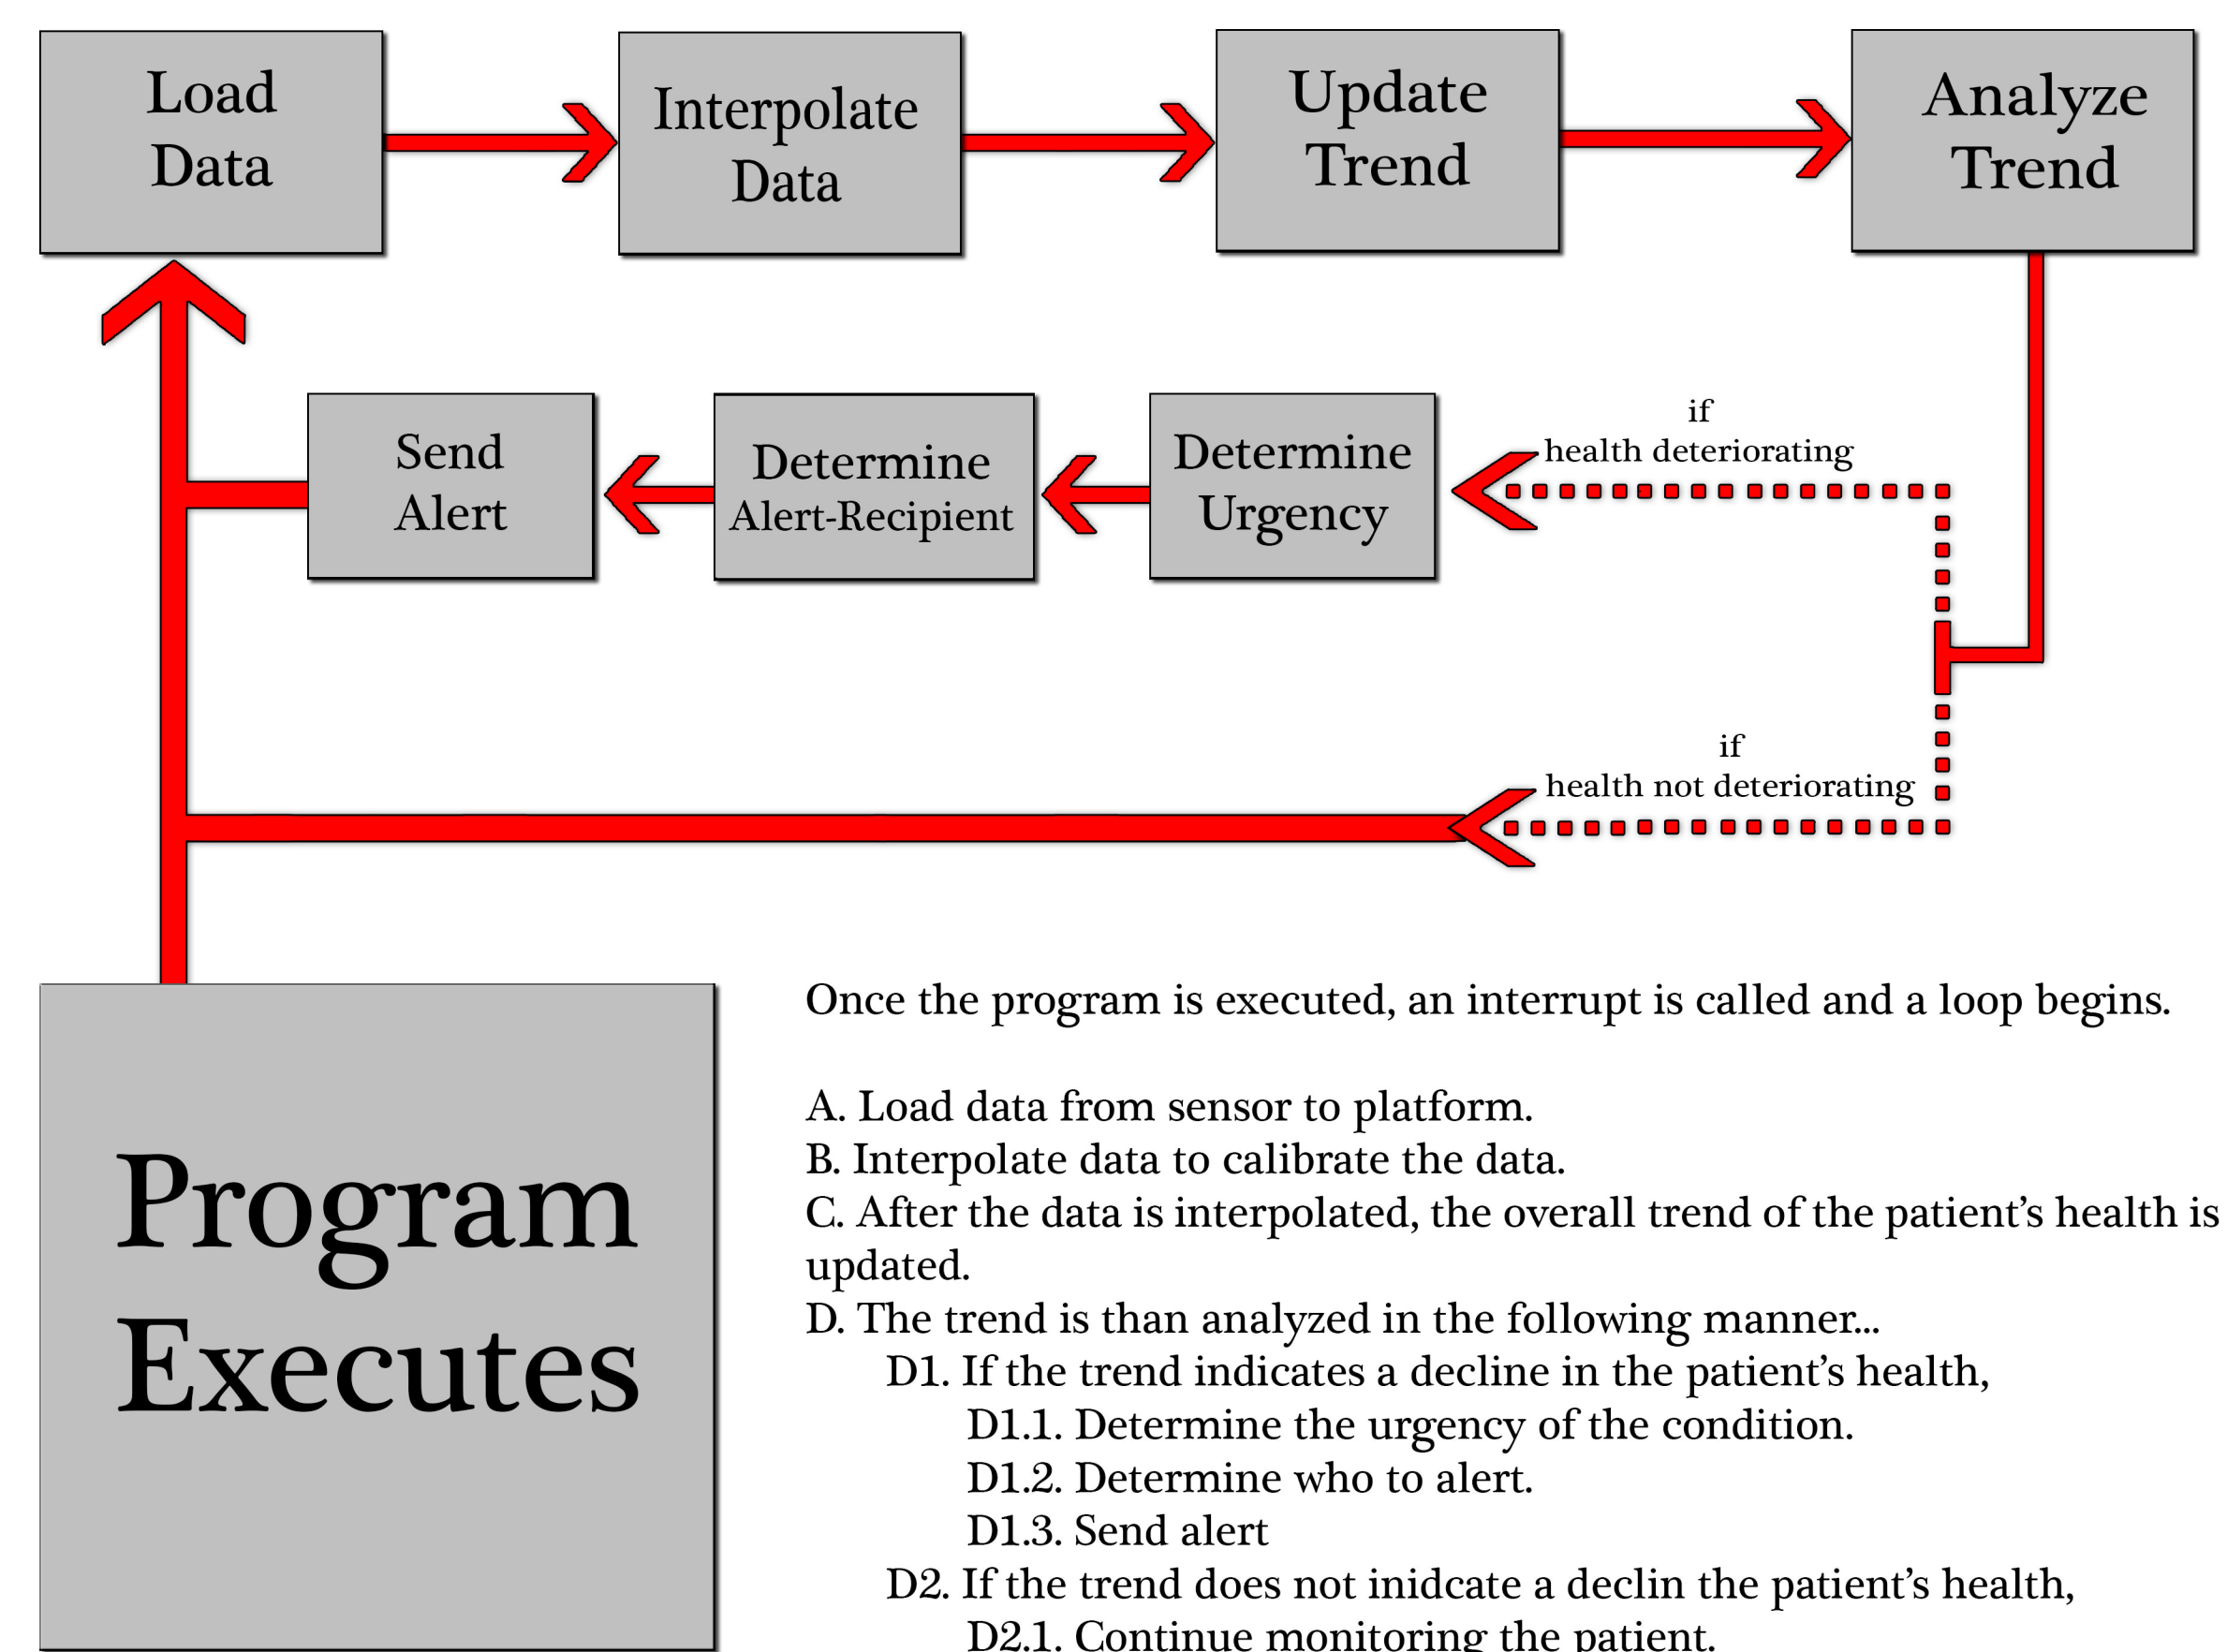 Load
Data
Interpolate
Data
Update
Trend
Analyze
Trend
Send
Alert
Determine
Alert-Recipient
Determine
Urgency
if
health deteriorating
if
health not deteriorating
Program
Executes
Once the program is executed, an interrupt is called and a loop begins.
A. Load data from sensor to platform.
B. Interpolate data to calibrate the data.
C. After the data is interpolated, the overall trend of the patient’s health is
updated.
D. The trend is than analyzed in the following manner...
D1. If the trend indicates a decline in the patient’s health,
D1.1. Determine the urgency of the condition.
D1.2. Determine who to alert.
D1.3. Send alert
D2. If the trend does not inidcate a declin the patient’s health,
D2.1. Continue monitoring the patient.